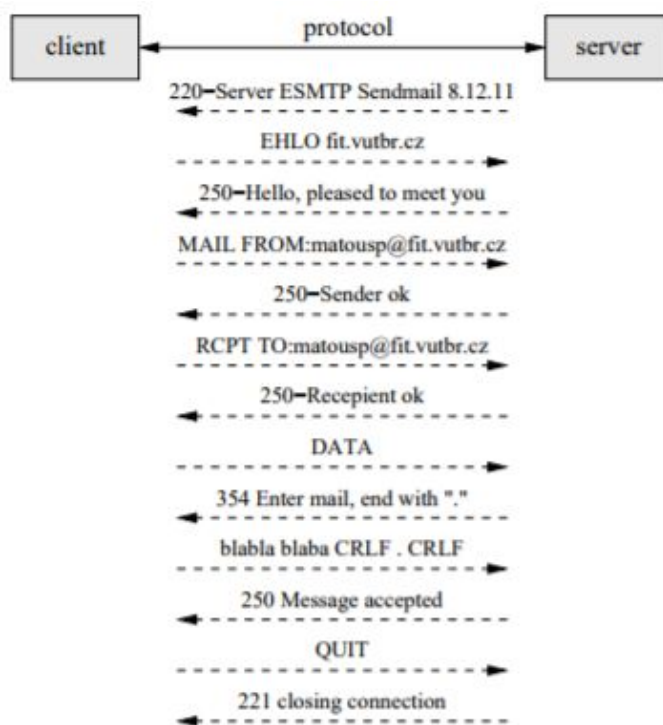 client
protocol
server
220-Server ESMTP Sendmail 8.12.11
EHLO fit.vutbr.cz
250-Hello, pleased to meet you
MAIL FROM:matousp@fit.vutbr.cz
250-Sender ok
RCPT TO:matousp@fit.vutbr.cz
250-Recepient ok
DATA
354 Enter mail, end with "."
blabla blaba CRLF . CRLF
250 Message accepted
QUIT
221 closing connection